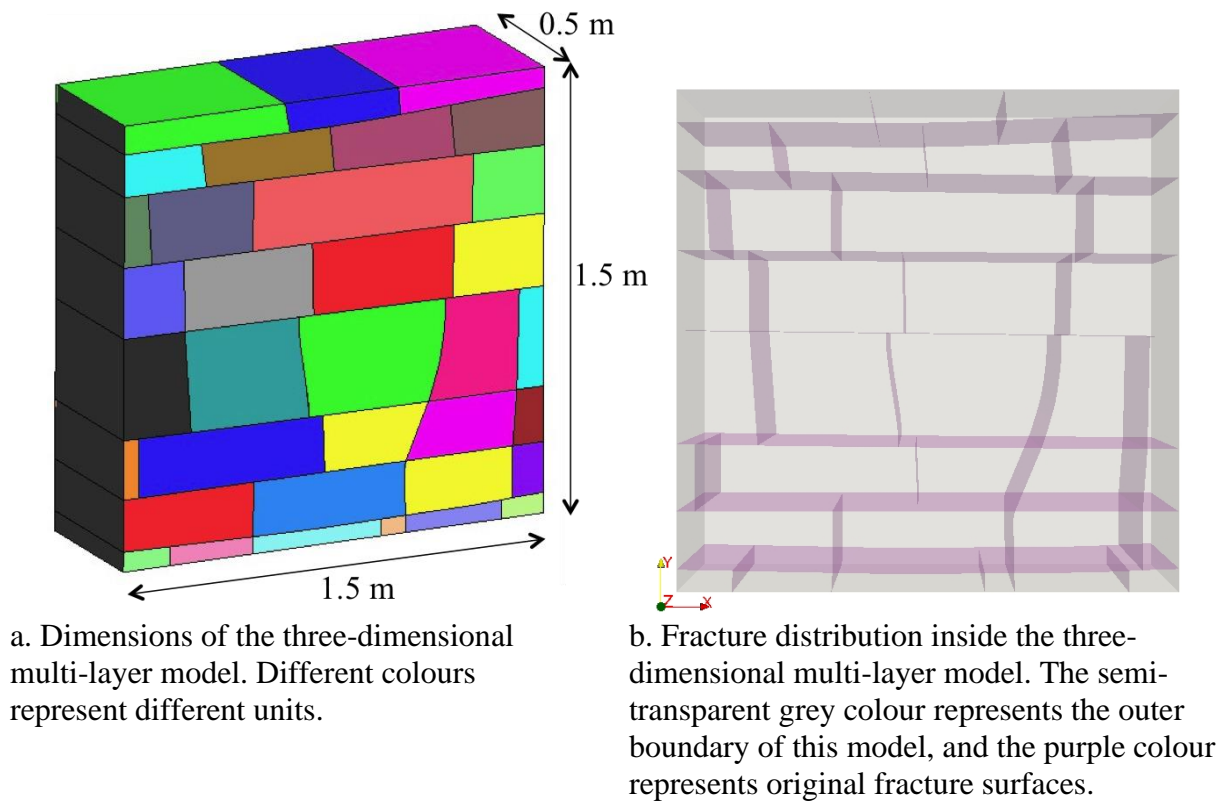 0.5 m
1.5 m
1.5 m
Y
Z
X
a. Dimensions of the three-dimensional
multi-layer model. Different colours
represent different units.
b. Fracture distribution inside the three-
dimensional multi-layer model. The semi-
transparent grey colour represents the outer
boundary of this model, and the purple colour
represents original fracture surfaces.